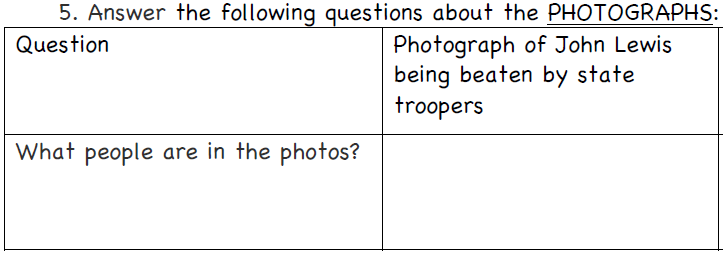 5. Answer the following questions about the PHOTOGRAPHS:
Question
Photograph of John Lewis
being beaten by state
troopers
What people are in the photos?